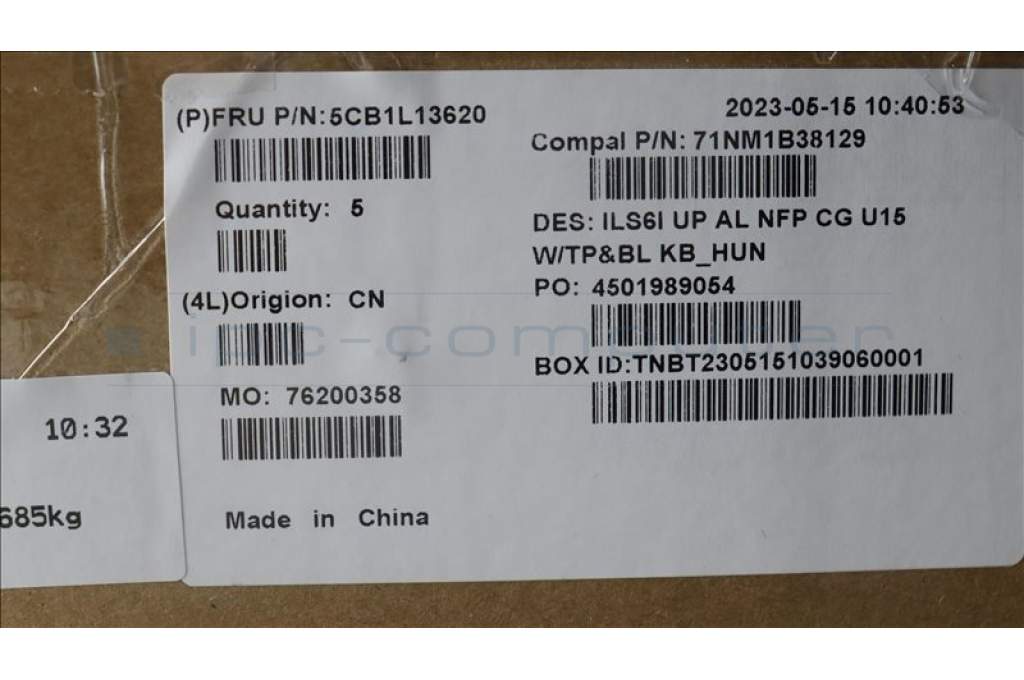 (P)FRU P/N:5CB1L13620
2023-05-15 10:40:53
Compal P/N: 71NM1B38129
Quantity: 5
DES: ILS6I UP AL NFP CG U15
W/TP&BL KB_HUN
PO: 4501989054
(4L)Origion: CN
ipc-computer
BOX ID:TNBT2305151039060001
MO: 76200358
10:32
685kg
Made in China